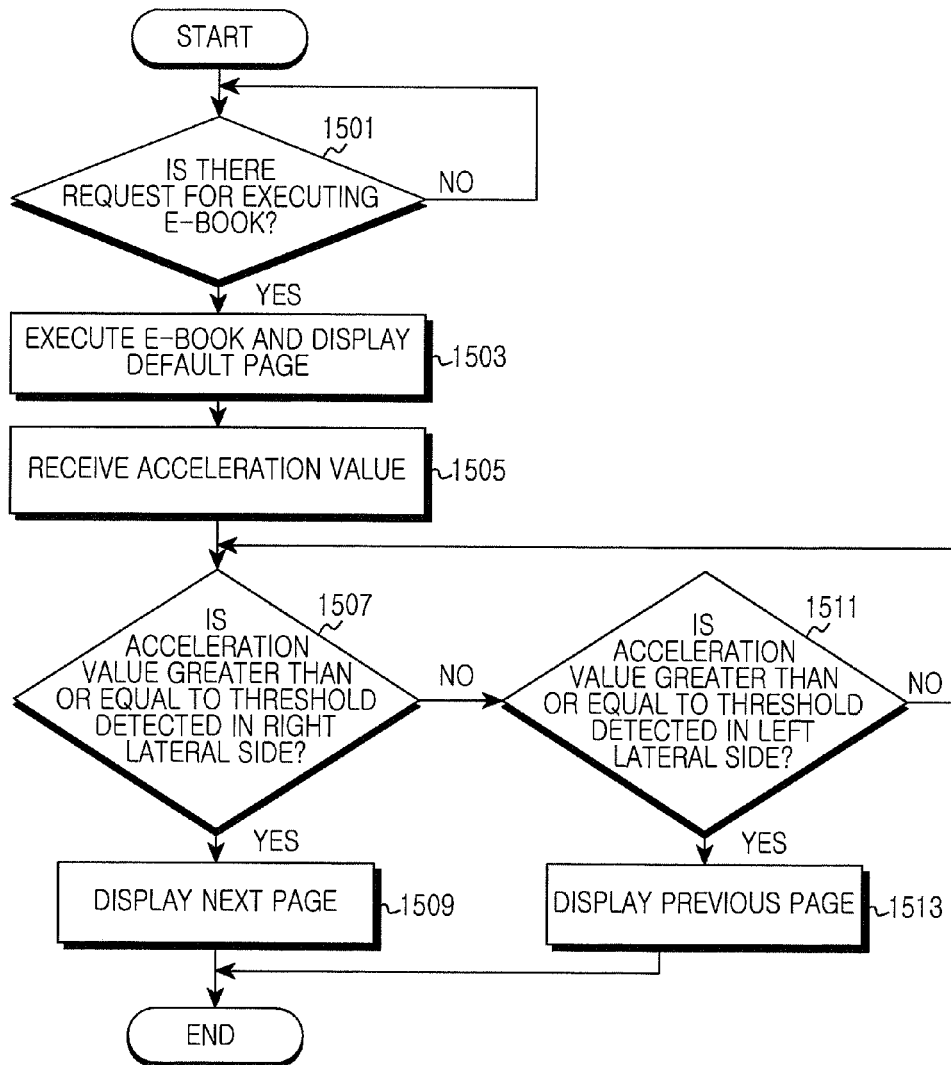 START
1501
IS THERE
REQUEST FOR EXECUTING
E-BOOK?
NO
YES
EXECUTE E-BOOK AND DISPLAY
DEFAULT PAGE
1503
RECEIVE ACCELERATION VALUE
1505
1507
IS
ACCELERATION
VALUE GREATER THAN
OR EQUAL TO THRESHOLD
DETECTED IN RIGHT
LATERAL SIDE?
NO
1511
IS
ACCELERATION
VALUE GREATER THAN
OR EQUAL TO THRESHOLD
DETECTED IN LEFT
LATERAL SIDE?
NO
YES
YES
DISPLAY NEXT PAGE
1509
DISPLAY PREVIOUS PAGE
1513
END